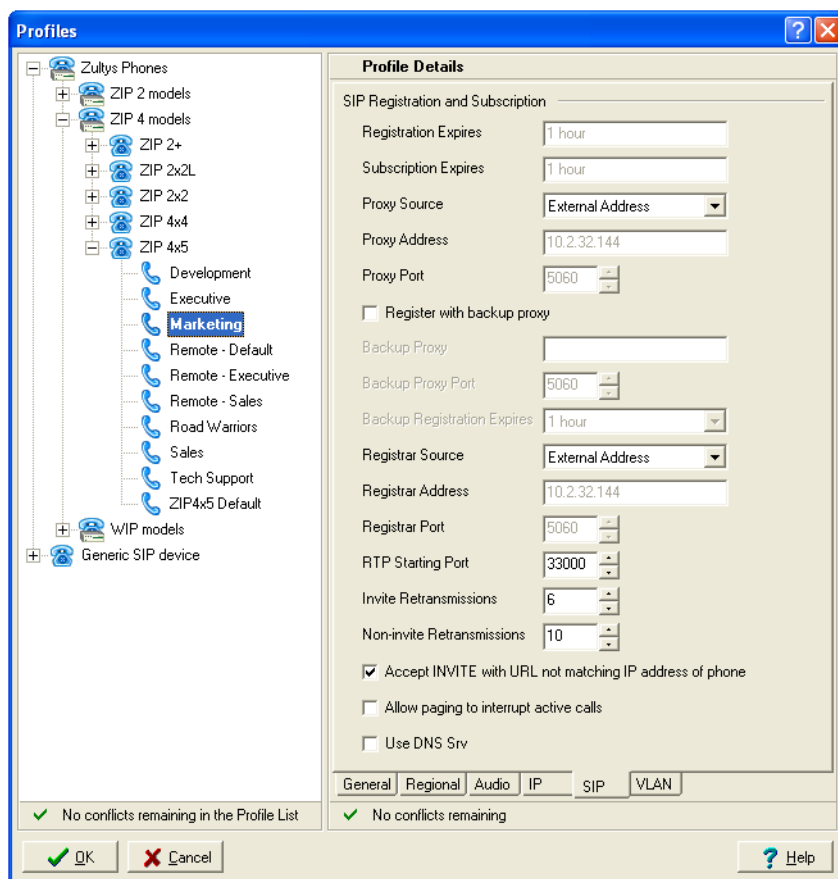 Profiles
Zultys Phones
ZIP 2 models
ZIP 4 models
ZIP 2+
ZIP 2x2L
ZIP 2x2
ZIP 4x4
ZIP 4x5
Development
Executive
Marketing
Remote - Default
Remote - Executive
Remote - Sales
Road Warriors
Sales
Tech Support
ZIP4x5 Default
WIP models
Generic SIP device
No conflicts remaining in the Profile List
Profile Details
SIP Registration and Subscription
Registration Expires 1 hour
Subscription Expires 1 hour
Proxy Source External Address
Proxy Address 10.2.32.144
Proxy Port 5060
Register with backup proxy
Backup Proxy
Backup Proxy Port 5060
Backup Registration Expires 1 hour
Registrar Source External Address
Registrar Address 10.2.32.144
Registrar Port 5060
RTP Starting Port 33000
Invite Retransmissions 6
Non-invite Retransmissions 10
Accept INVITE with URL not matching IP address of phone
Allow paging to interrupt active calls
Use DNS Srv
General Regional Audio IP SIP VLAN
No conflicts remaining
OK Cancel Help